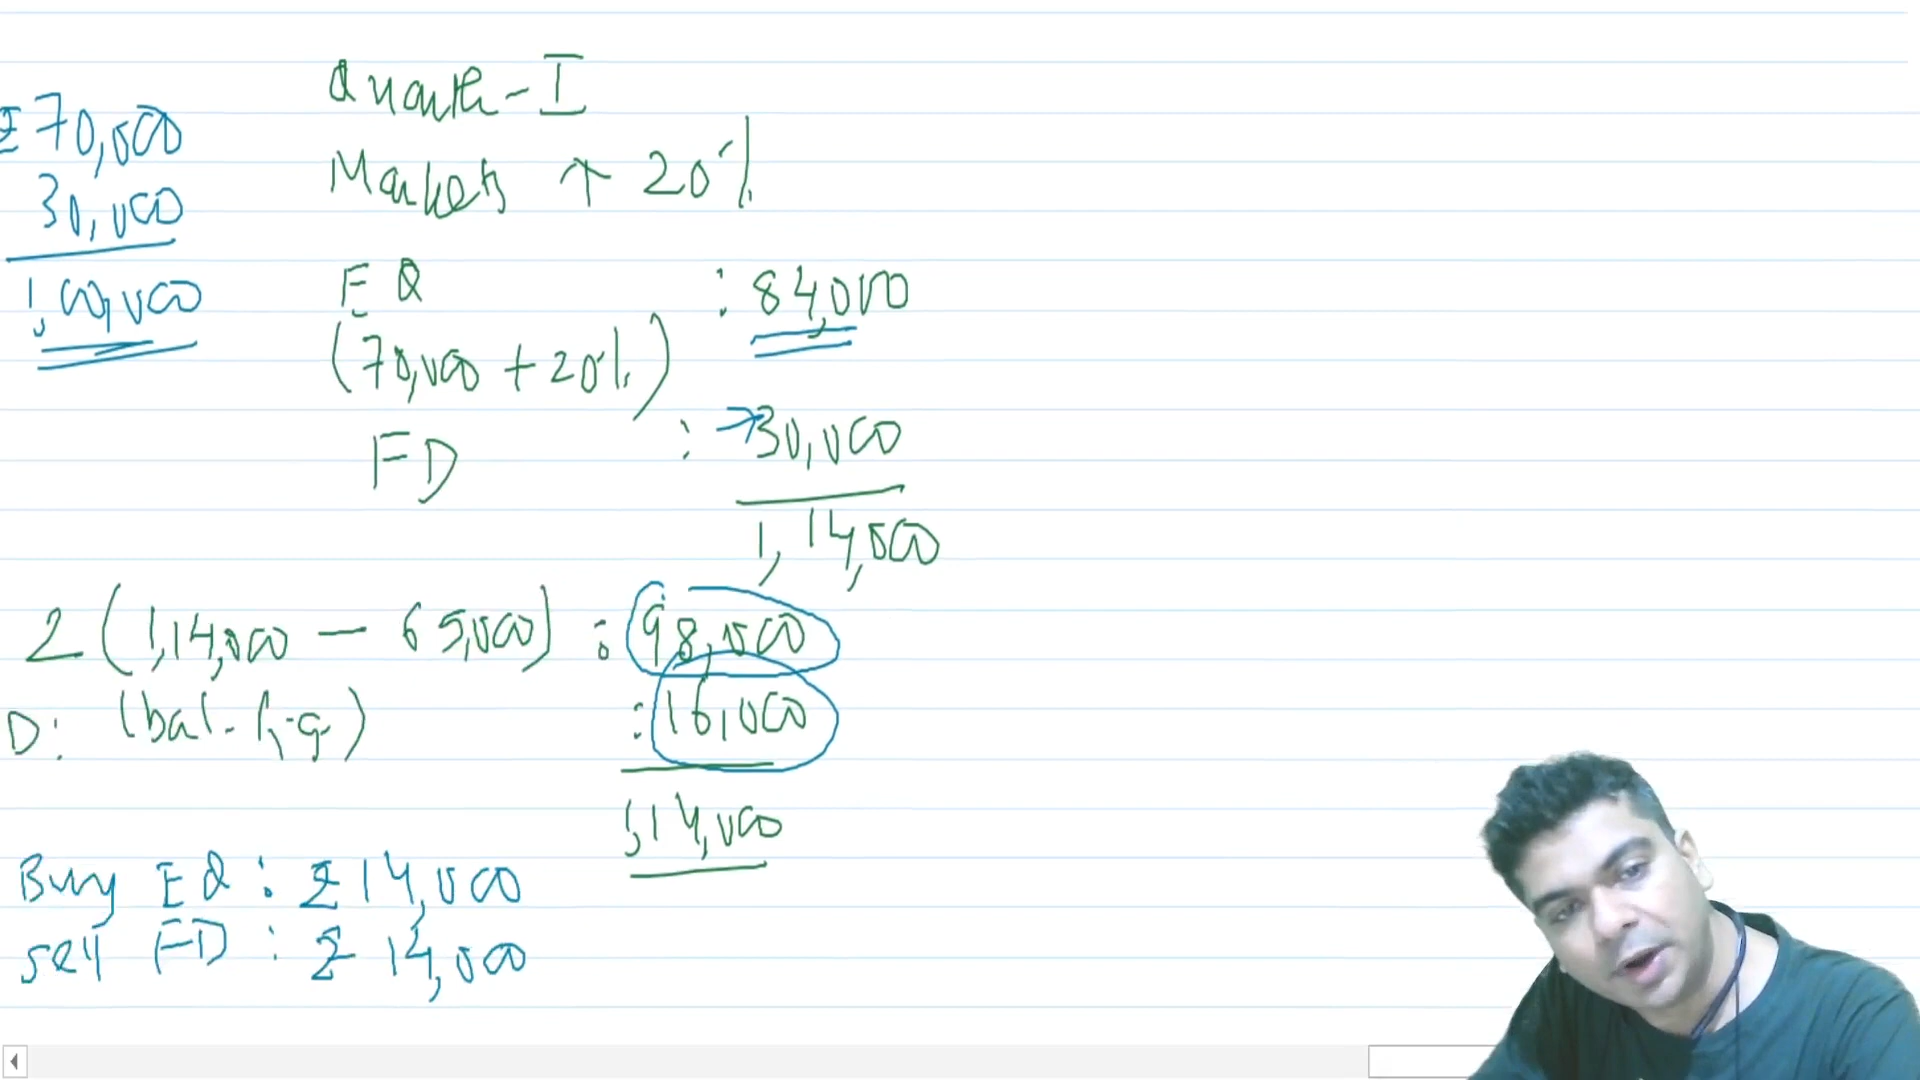 ₹70,000
30,000
1,00,000
Quarter-I
Markets ↑ 20%
EQ : 84,000
(70,000 + 20%)
FD : →30,000
1,14,000
2 (1,14,000 − 65,000) : 98,000
D: (bal. fig) : 16,000
1,14,000
Buy EQ : ₹14,000
Sell FD : ₹14,000